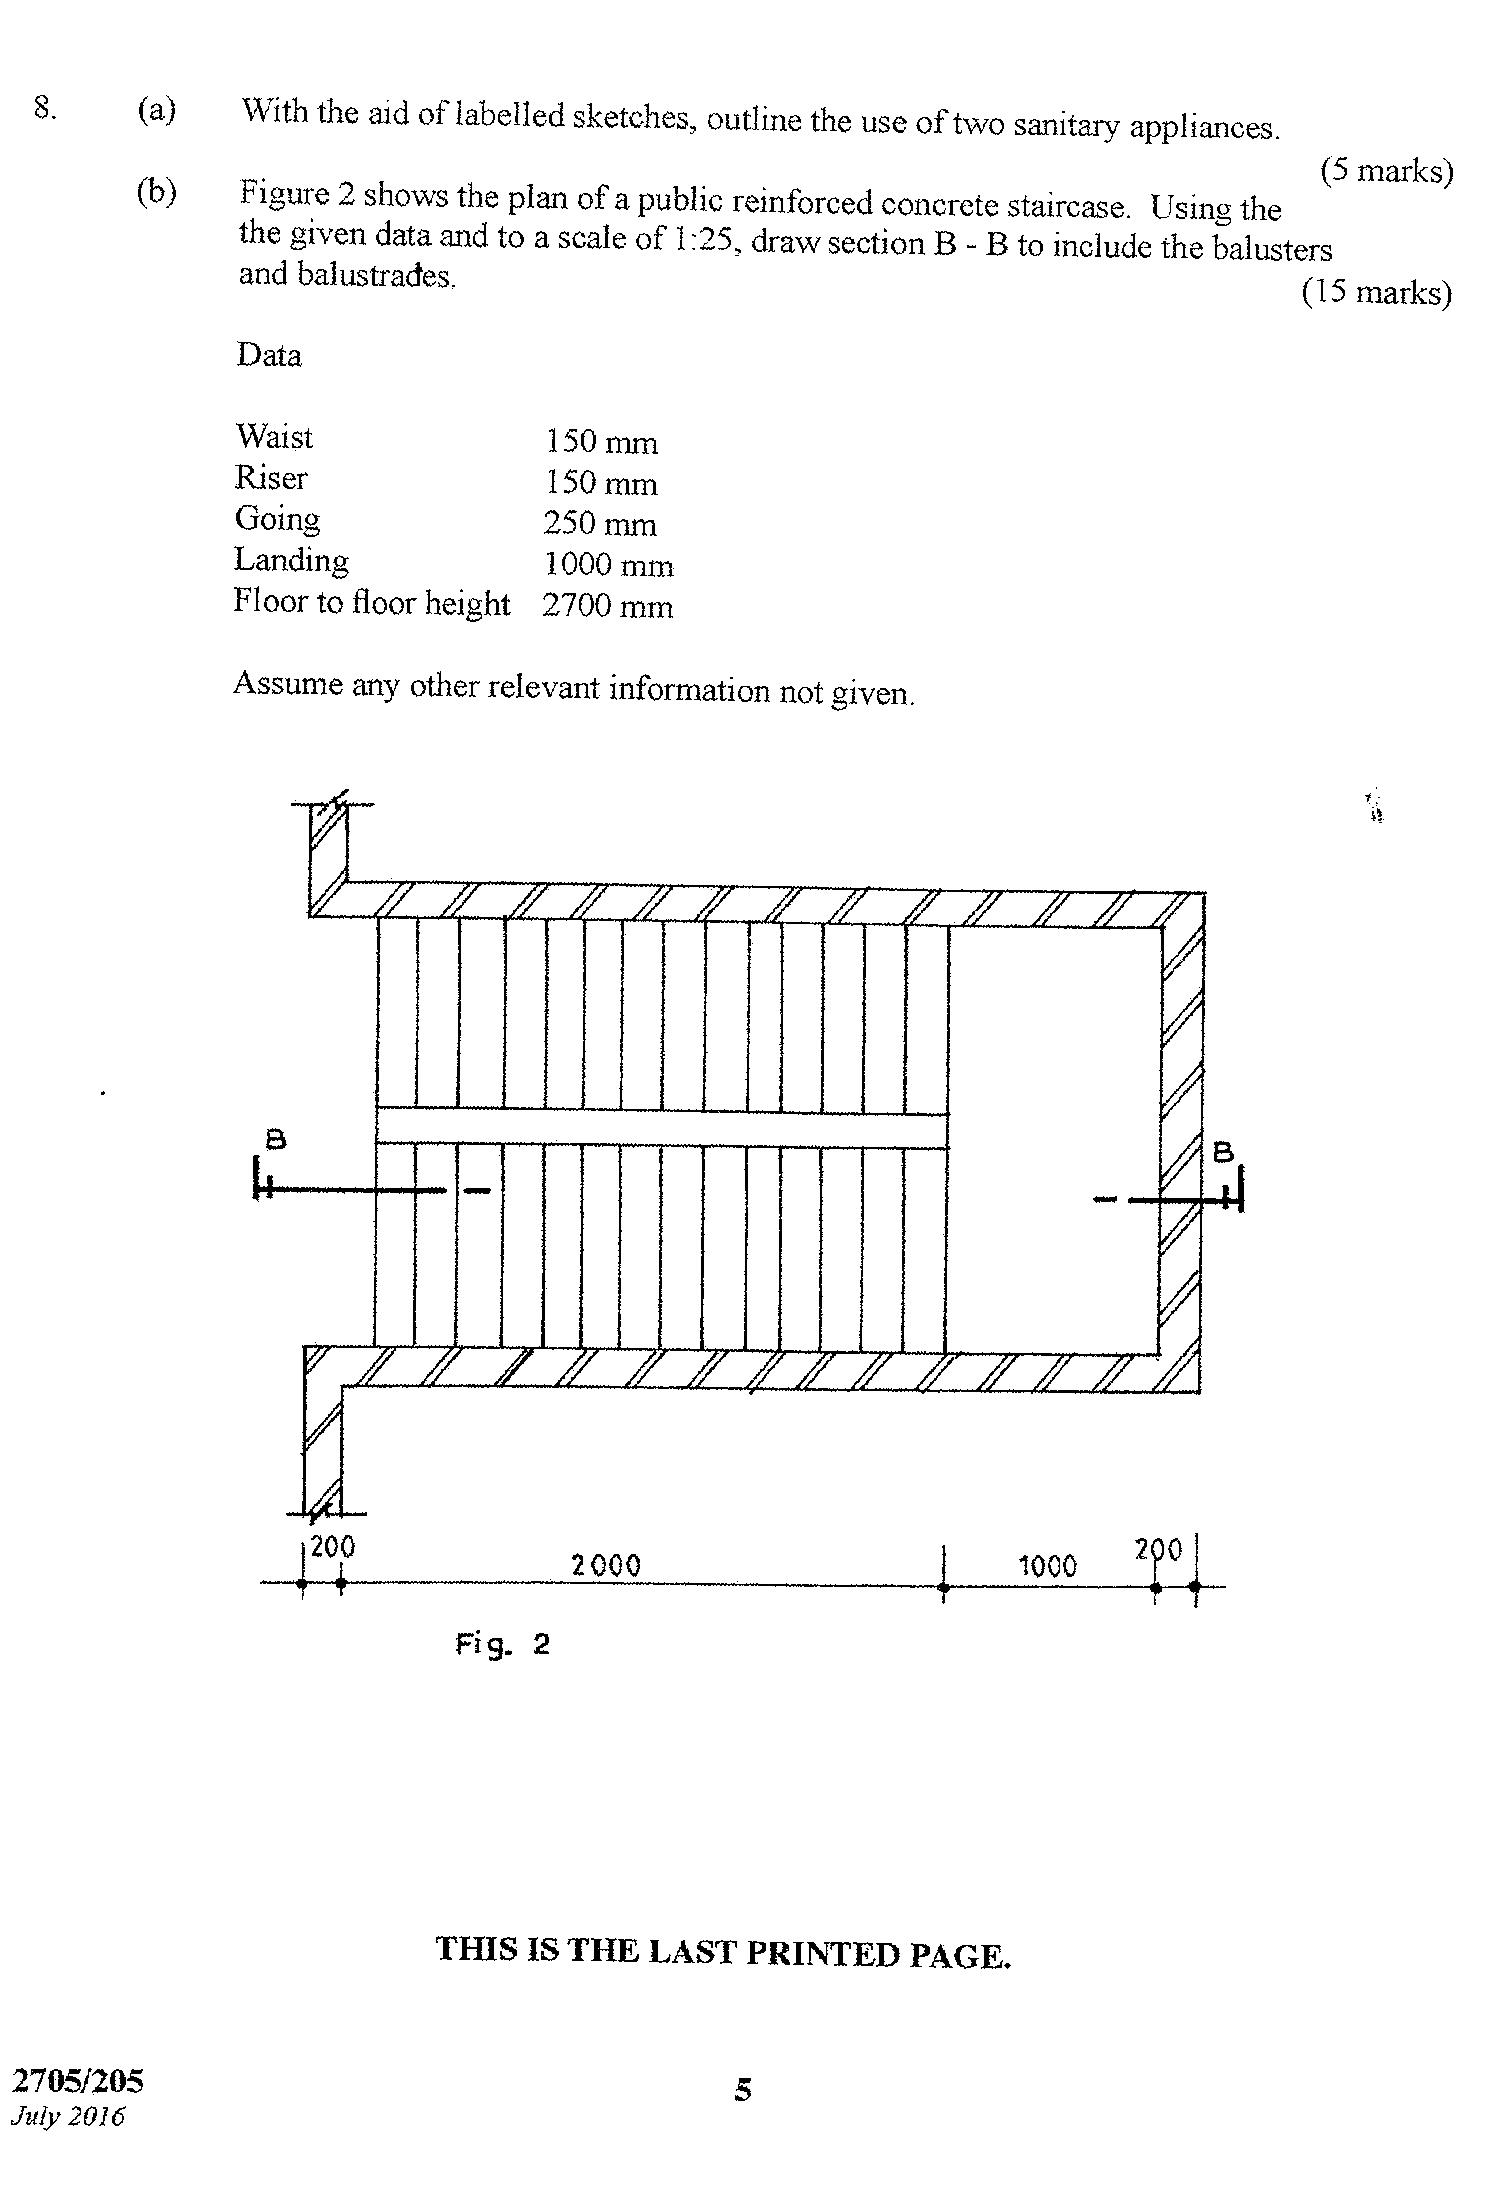 8. (a) With the aid of labelled sketches, outline the use of two sanitary appliances.
(5 marks)
(b) Figure 2 shows the plan of a public reinforced concrete staircase. Using the
the given data and to a scale of 1:25, draw section B - B to include the balusters
and balustrades.
(15 marks)
Data
Waist 150 mm
Riser 150 mm
Going 250 mm
Landing 1000 mm
Floor to floor height 2700 mm
Assume any other relevant information not given.
B
B
200 2000 1000 200
Fig. 2
THIS IS THE LAST PRINTED PAGE.
2705/205
July 2016
5